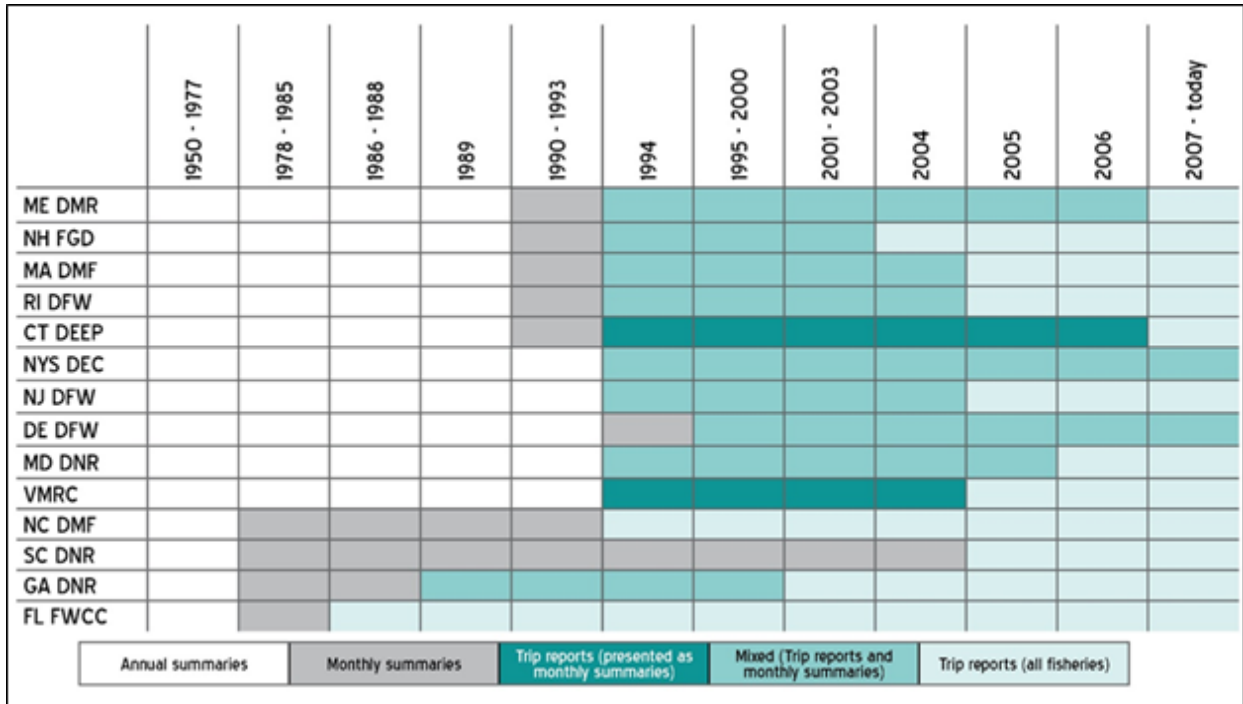 1950 - 1977
1978 - 1985
1986 - 1988
1989
1990 - 1993
1994
1995 - 2000
2001 - 2003
2004
2005
2006
2007 - today
ME DMR
NH FGD
MA DMF
RI DFW
CT DEEP
NYS DEC
NJ DFW
DE DFW
MD DNR
VMRC
NC DMF
SC DNR
GA DNR
FL FWCC
Annual summaries
Monthly summaries
Trip reports (presented as
monthly summaries)
Mixed (Trip reports and
monthly summaries)
Trip reports (all fisheries)